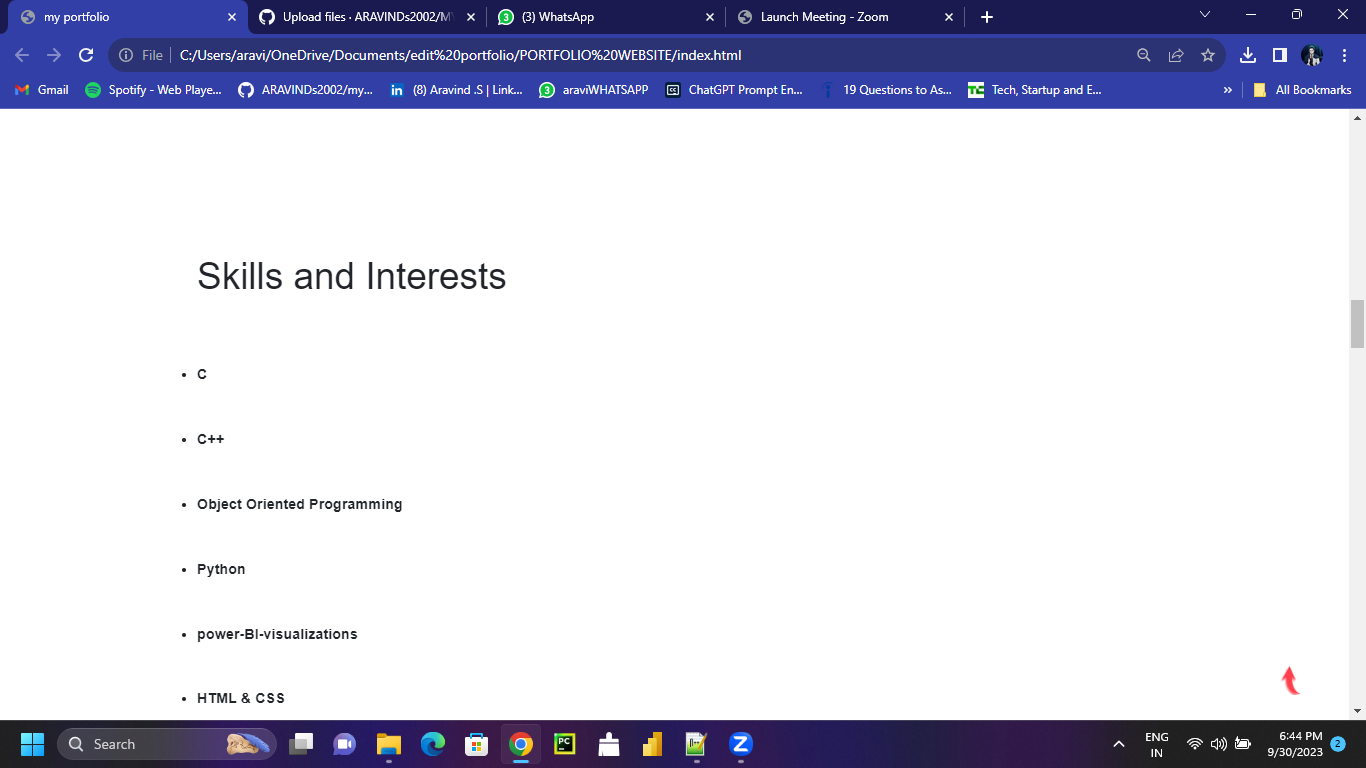 my portfolio
Upload files · ARAVINDs2002/MY
(3) WhatsApp
Launch Meeting - Zoom
File
C:/Users/aravi/OneDrive/Documents/edit%20portfolio/PORTFOLIO%20WEBSITE/index.html
Gmail
Spotify - Web Playe...
ARAVINDs2002/my...
(8) Aravind .S | Link...
araviWHATSAPP
ChatGPT Prompt En...
19 Questions to As...
Tech, Startup and E...
»
All Bookmarks
Skills and Interests
• C
• C++
• Object Oriented Programming
• Python
• power-BI-visualizations
• HTML & CSS
Search
ENG
IN
6:44 PM
9/30/2023
2